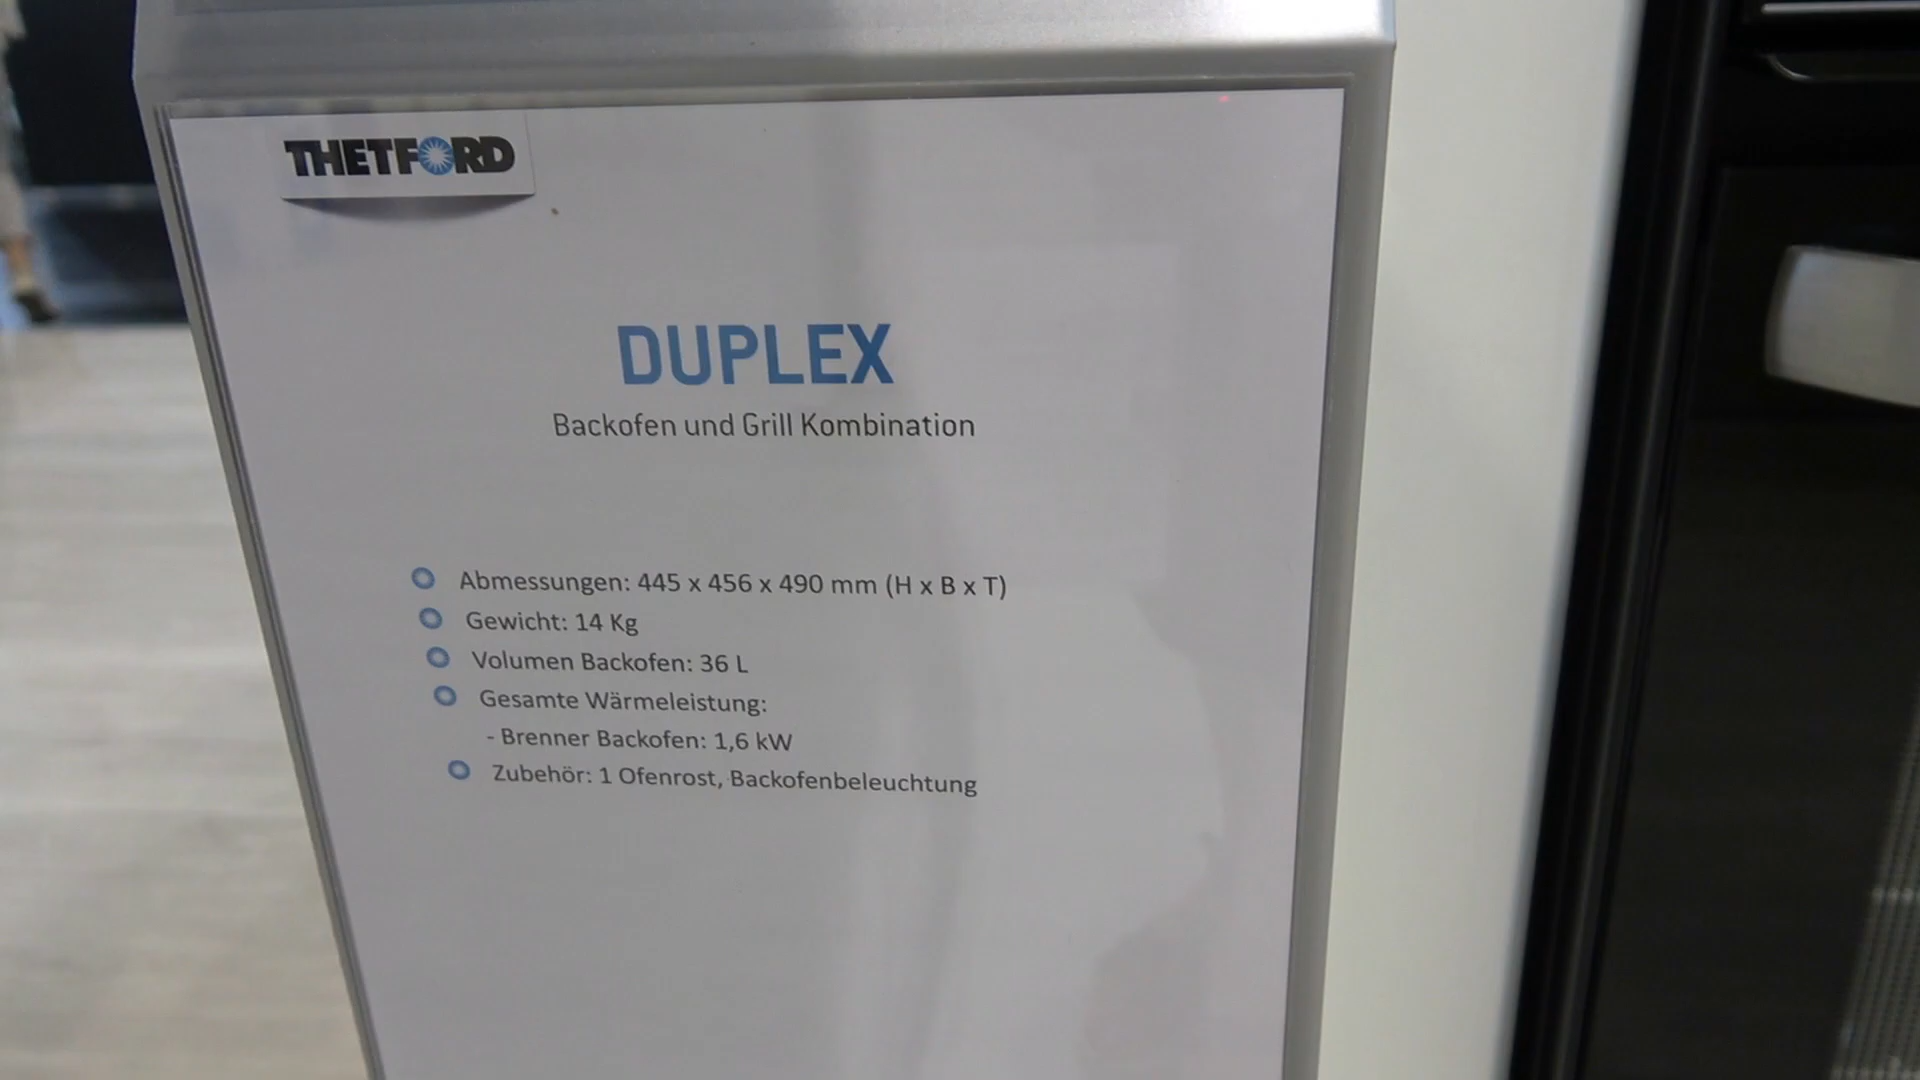 THETFORD
DUPLEX
Backofen und Grill Kombination
Abmessungen: 445 x 456 x 490 mm (H x B x T)
Gewicht: 14 Kg
Volumen Backofen: 36 L
Gesamte Wärmeleistung:
- Brenner Backofen: 1,6 kW
Zubehör: 1 Ofenrost, Backofenbeleuchtung